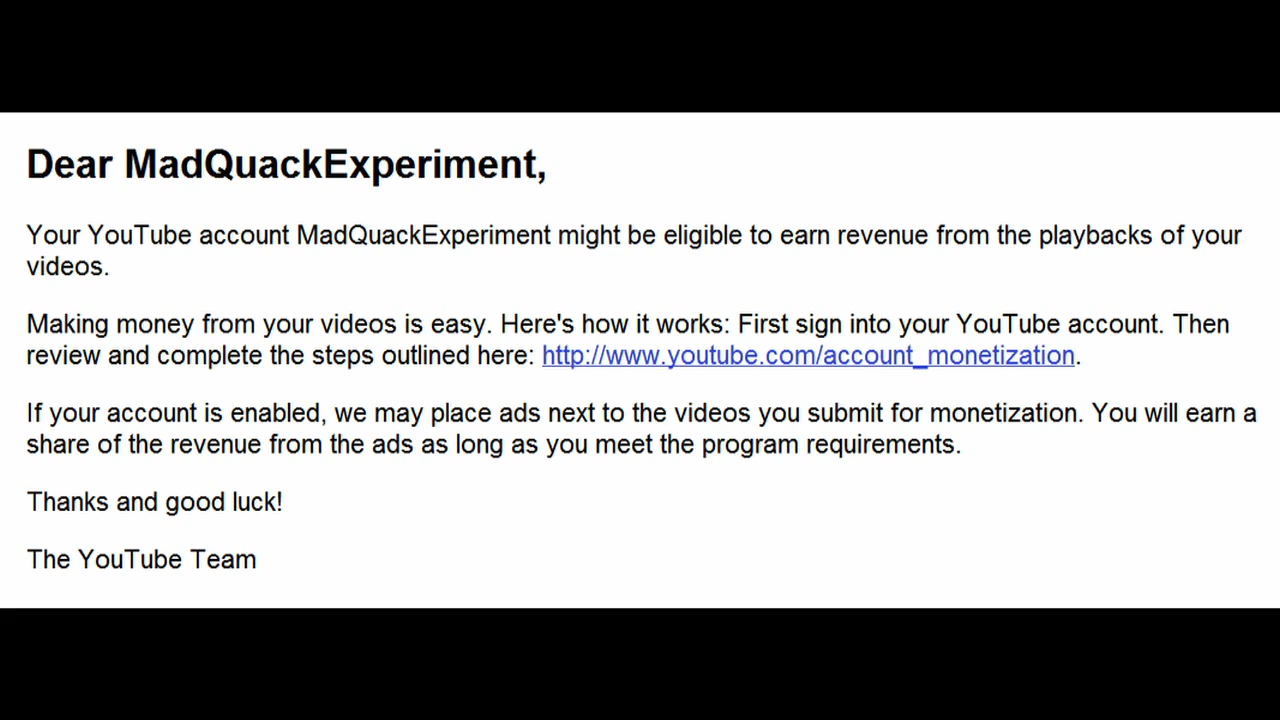 Dear MadQuackExperiment,
Your YouTube account MadQuackExperiment might be eligible to earn revenue from the playbacks of your
videos.
Making money from your videos is easy. Here's how it works: First sign into your YouTube account. Then
review and complete the steps outlined here: http://www.youtube.com/account_monetization.
If your account is enabled, we may place ads next to the videos you submit for monetization. You will earn a
share of the revenue from the ads as long as you meet the program requirements.
Thanks and good luck!
The YouTube Team